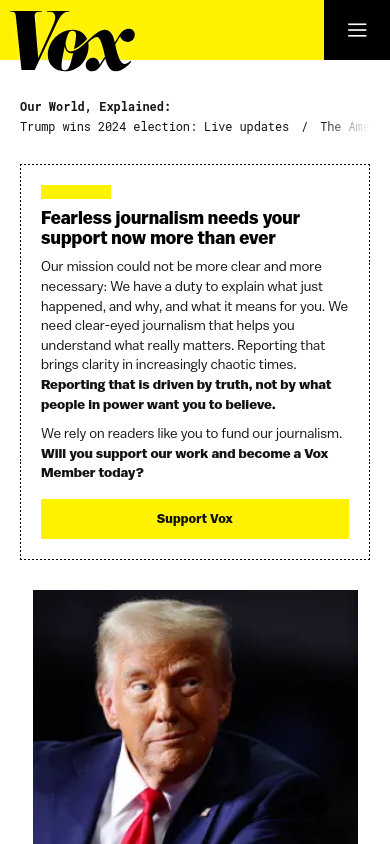 Vox
Our World, Explained:
Trump wins 2024 election: Live updates / The Ame
Fearless journalism needs your
support now more than ever
Our mission could not be more clear and more
necessary: We have a duty to explain what just
happened, and why, and what it means for you. We
need clear-eyed journalism that helps you
understand what really matters. Reporting that
brings clarity in increasingly chaotic times.
Reporting that is driven by truth, not by what
people in power want you to believe.
We rely on readers like you to fund our journalism.
Will you support our work and become a Vox
Member today?
Support Vox